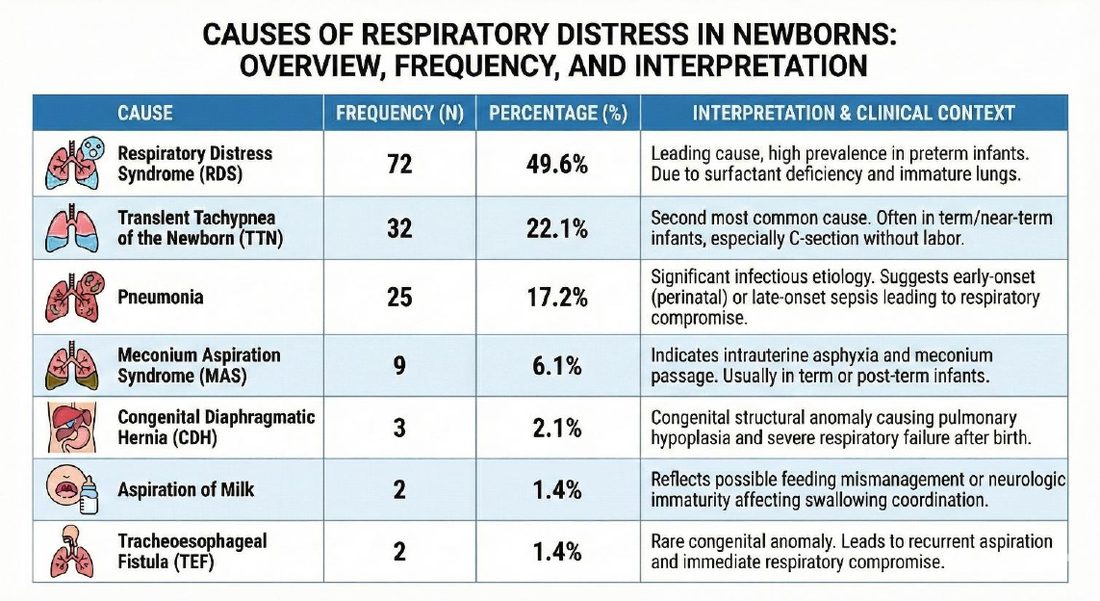 CAUSES OF RESPIRATORY DISTRESS IN NEWBORNS:
OVERVIEW, FREQUENCY, AND INTERPRETATION
CAUSE
FREQUENCY (N)
PERCENTAGE (%)
INTERPRETATION & CLINICAL CONTEXT
Respiratory Distress
Syndrome (RDS)
72
49.6%
Leading cause, high prevalence in preterm infants.
Due to surfactant deficiency and immature lungs.
Translent Tachypnea
of the Newborn (TTN)
32
22.1%
Second most common cause. Often in term/near-term
infants, especially C-section without labor.
Pneumonia
25
17.2%
Significant infectious etiology. Suggests early-onset
(perinatal) or late-onset sepsis leading to respiratory
compromise.
Meconium Aspiration
Syndrome (MAS)
9
6.1%
Indicates intrauterine asphyxia and meconium
passage. Usually in term or post-term infants.
Congenital Diaphragmatic
Hernia (CDH)
3
2.1%
Congenital structural anomaly causing pulmonary
hypoplasia and severe respiratory failure after birth.
Aspiration of Milk
2
1.4%
Reflects possible feeding mismanagement or neurologic
immaturity affecting swallowing coordination.
Tracheoesophageal
Fistula (TEF)
2
1.4%
Rare congenital anomaly. Leads to recurrent aspiration
and immediate respiratory compromise.